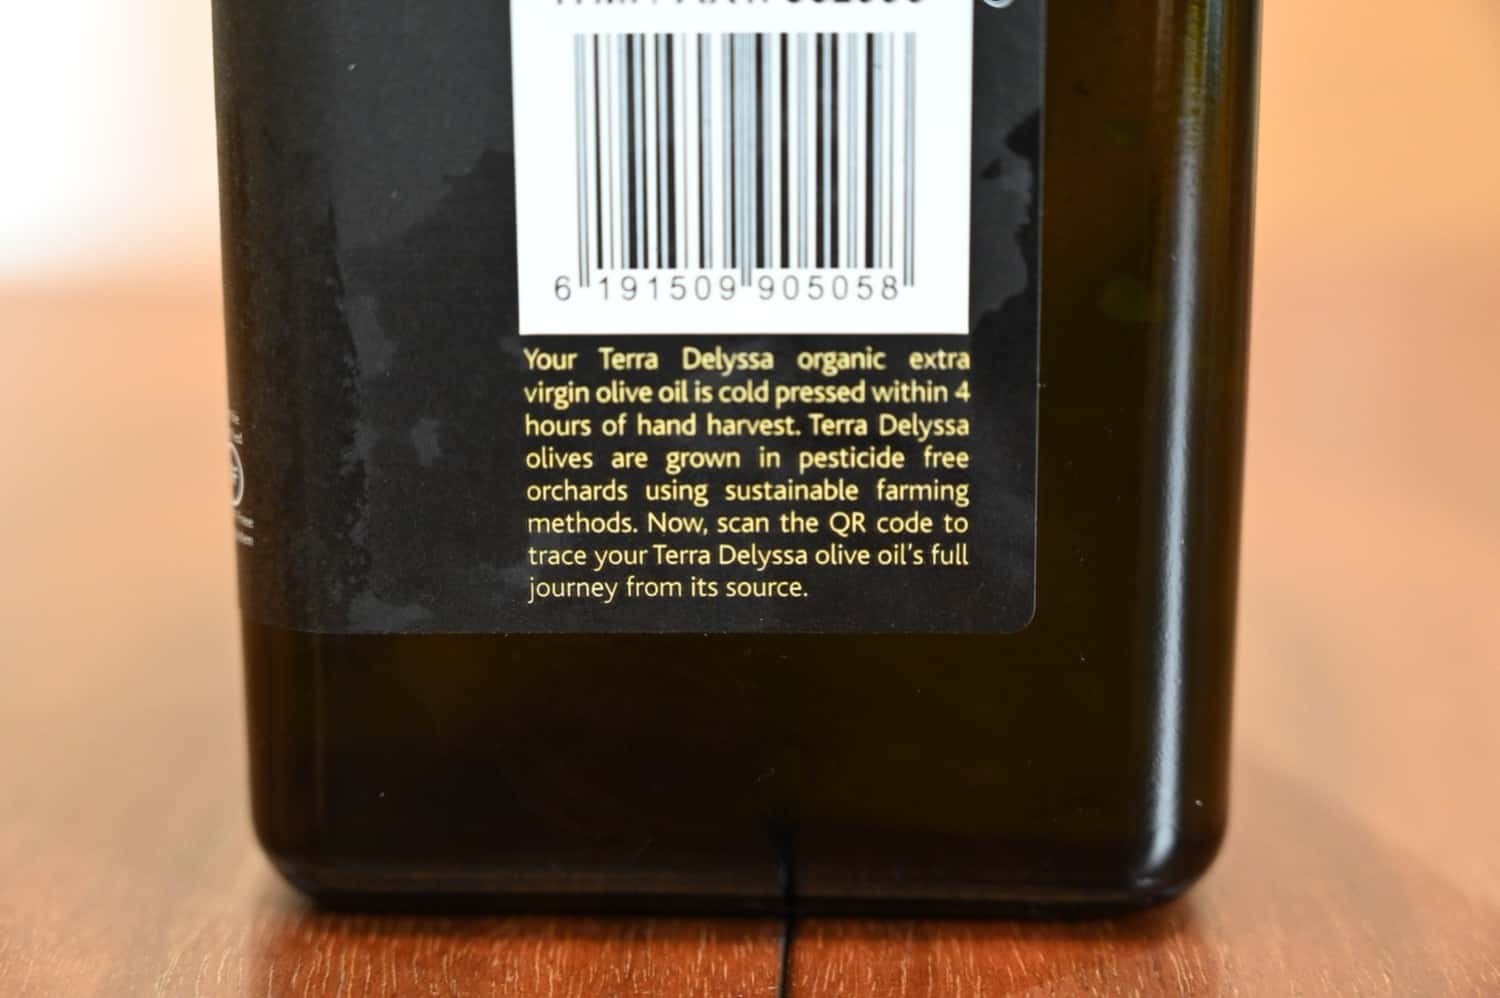 6 191509 905058
Your Terra Delyssa organic extra
virgin olive oil is cold pressed within 4
hours of hand harvest. Terra Delyssa
olives are grown in pesticide free
orchards using sustainable farming
methods. Now, scan the QR code to
trace your Terra Delyssa olive oil's full
journey from its source.